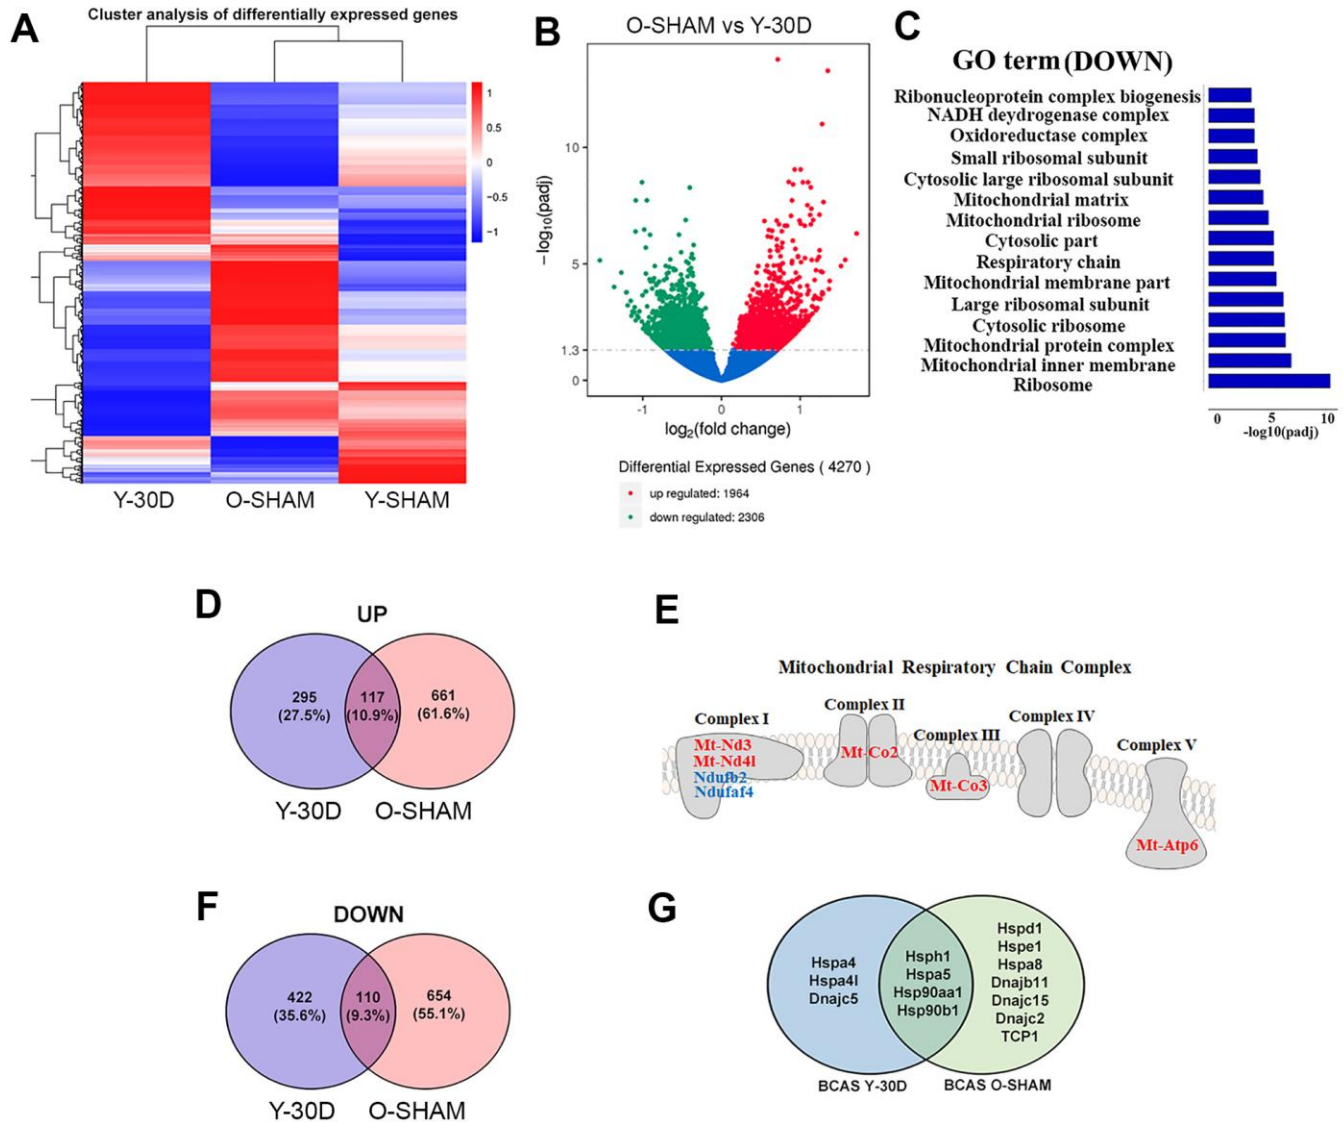 A
Cluster analysis of differentially expressed genes
1
0.5
0
−0.5
−1
Y-30D
O-SHAM
Y-SHAM
B
O-SHAM vs Y-30D
−log10(padj)
10
5
1.3
0
-1
0
1
log2(fold change)
Differential Expressed Genes ( 4270 )
up regulated: 1964
down regulated: 2306
C
GO term (DOWN)
Ribonucleoprotein complex biogenesis
NADH deydrogenase complex
Oxidoreductase complex
Small ribosomal subunit
Cytosolic large ribosomal subunit
Mitochondrial matrix
Mitochondrial ribosome
Cytosolic part
Respiratory chain
Mitochondrial membrane part
Large ribosomal subunit
Cytosolic ribosome
Mitochondrial protein complex
Mitochondrial inner membrane
Ribosome
0
5
10
-log10(padj)
D
UP
295
(27.5%)
117
(10.9%)
661
(61.6%)
Y-30D
O-SHAM
E
Mitochondrial Respiratory Chain Complex
Complex I
Mt-Nd3
Mt-Nd4l
Ndufb2
Ndufaf4
Complex II
Mt-Co2
Complex III
Mt-Co3
Complex IV
Complex V
Mt-Atp6
F
DOWN
422
(35.6%)
110
(9.3%)
654
(55.1%)
Y-30D
O-SHAM
G
Hspa4
Hspa4l
Dnajc5
Hsph1
Hspa5
Hsp90aa1
Hsp90b1
Hspd1
Hspe1
Hspa8
Dnajb11
Dnajc15
Dnajc2
TCP1
BCAS Y-30D
BCAS O-SHAM